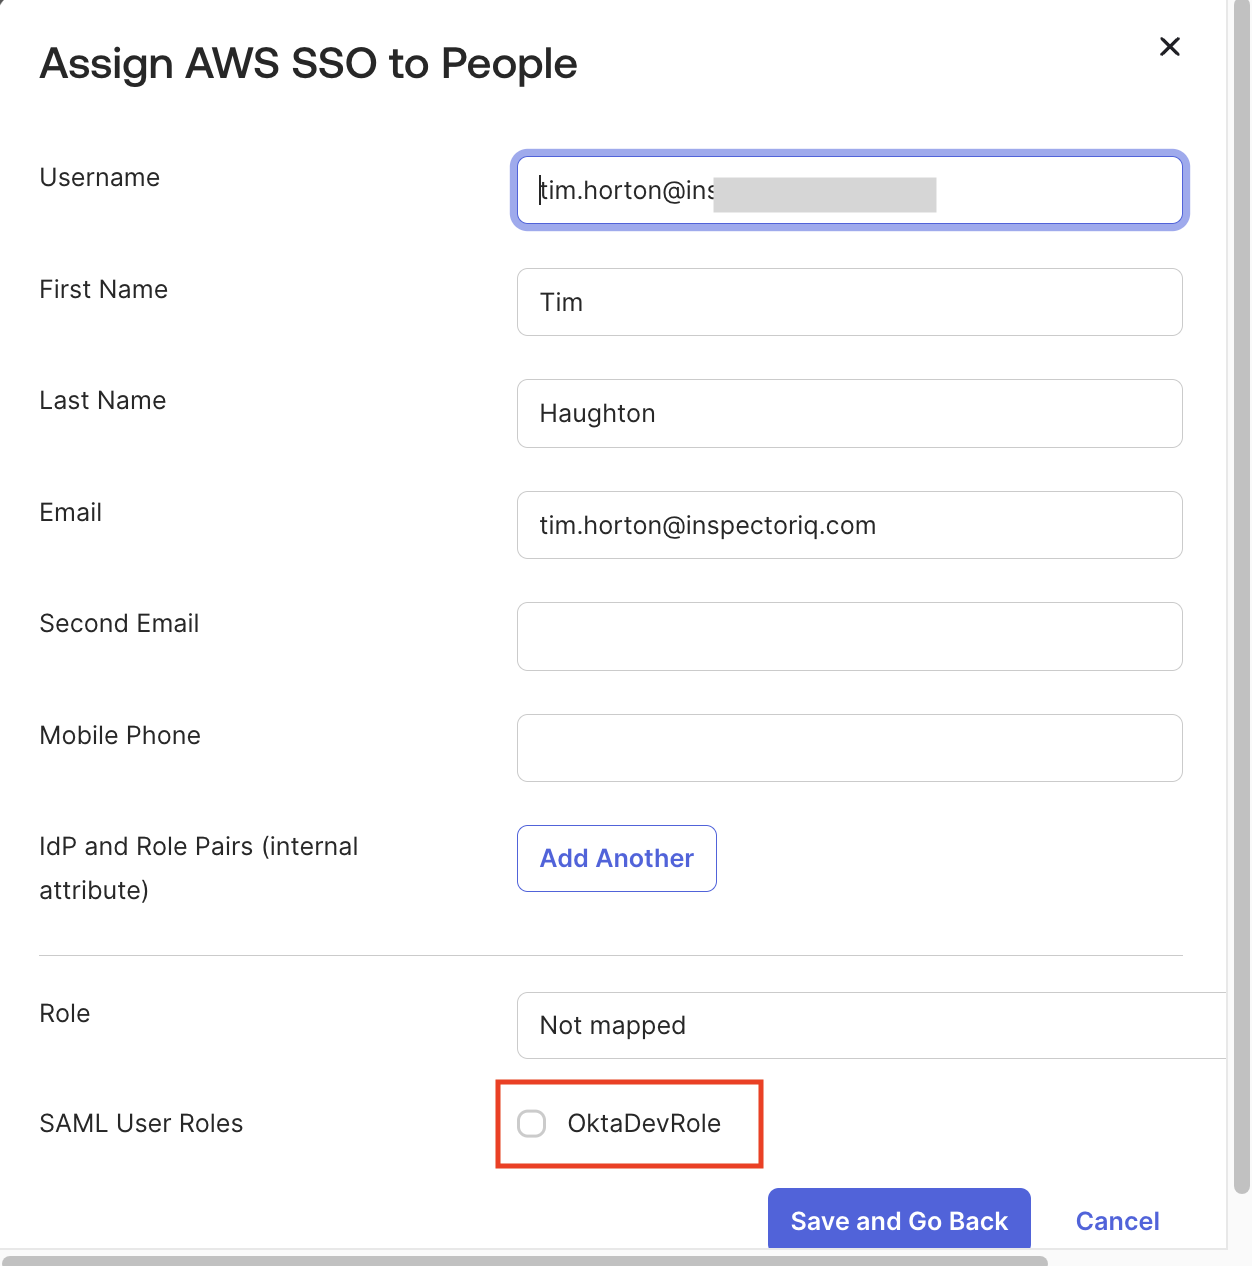 Assign AWS SSO to People
Username
tim.horton@ins
First Name
Tim
Last Name
Haughton
Email
tim.horton@inspectoriq.com
Second Email
Mobile Phone
IdP and Role Pairs (internal
attribute)
Add Another
Role
Not mapped
SAML User Roles
OktaDevRole
Save and Go Back
Cancel